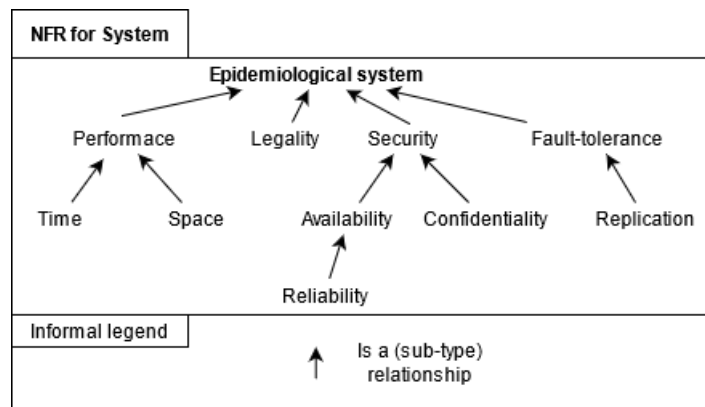 NFR for System
Epidemiological system
Performace Legality Security Fault-tolerance
Time Space Availability Confidentiality Replication
Reliability
Informal legend
Is a (sub-type)
relationship